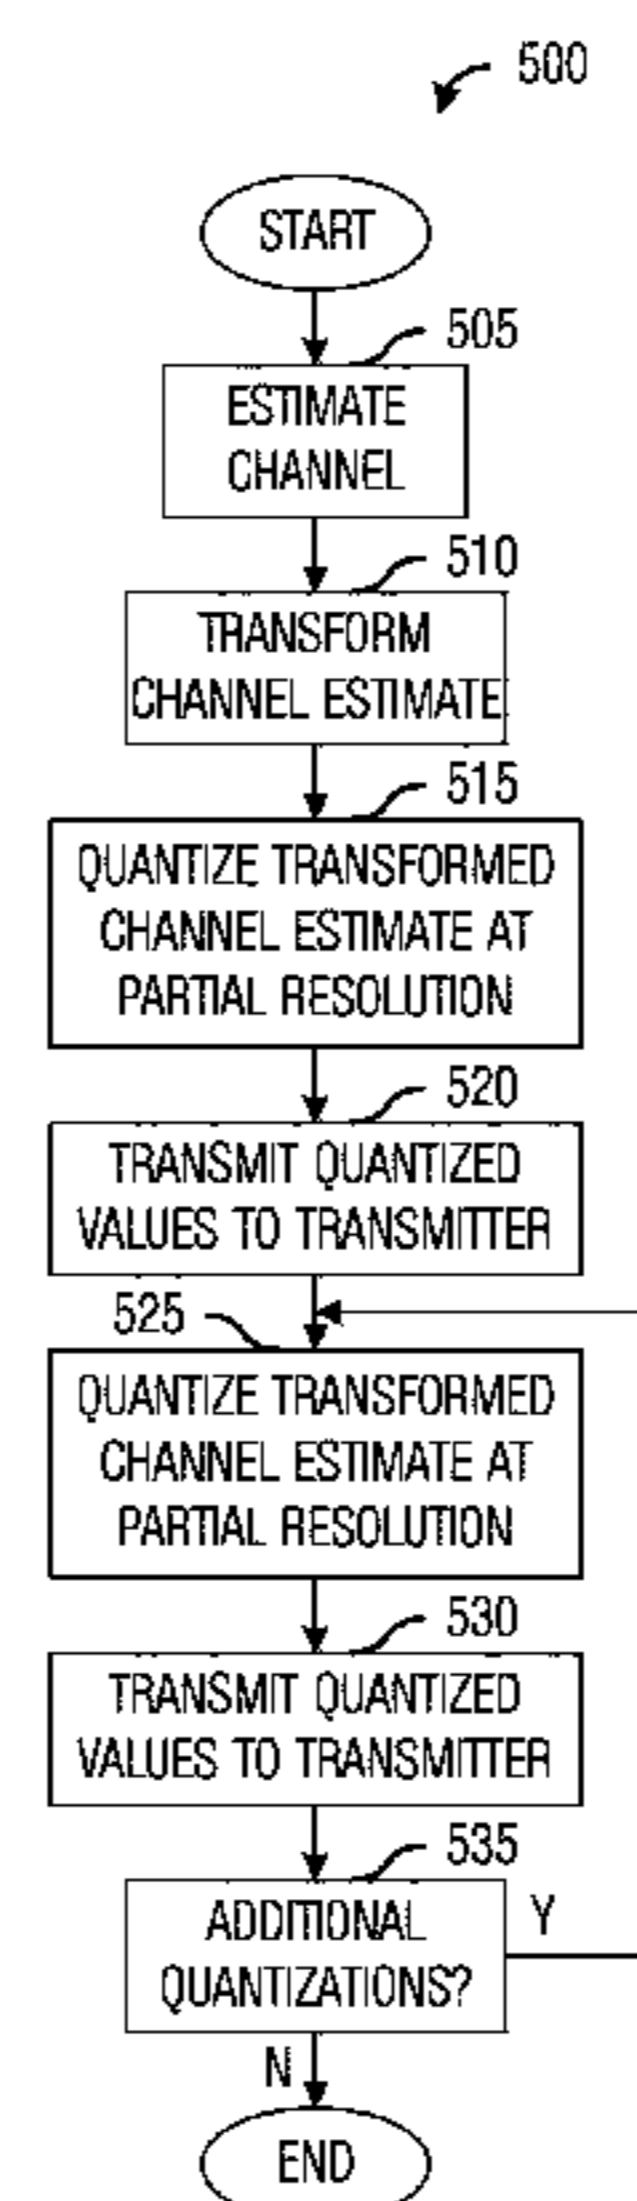 500
START
505
ESTIMATE
CHANNEL
510
TRANSFORM
CHANNEL ESTIMATE
515
QUANTIZE TRANSFORMED
CHANNEL ESTIMATE AT
PARTIAL RESOLUTION
520
TRANSMIT QUANTIZED
VALUES TO TRANSMITTER
525
QUANTIZE TRANSFORMED
CHANNEL ESTIMATE AT
PARTIAL RESOLUTION
530
TRANSMIT QUANTIZED
VALUES TO TRANSMITTER
535
ADDITIONAL
QUANTIZATIONS?
Y
N
END